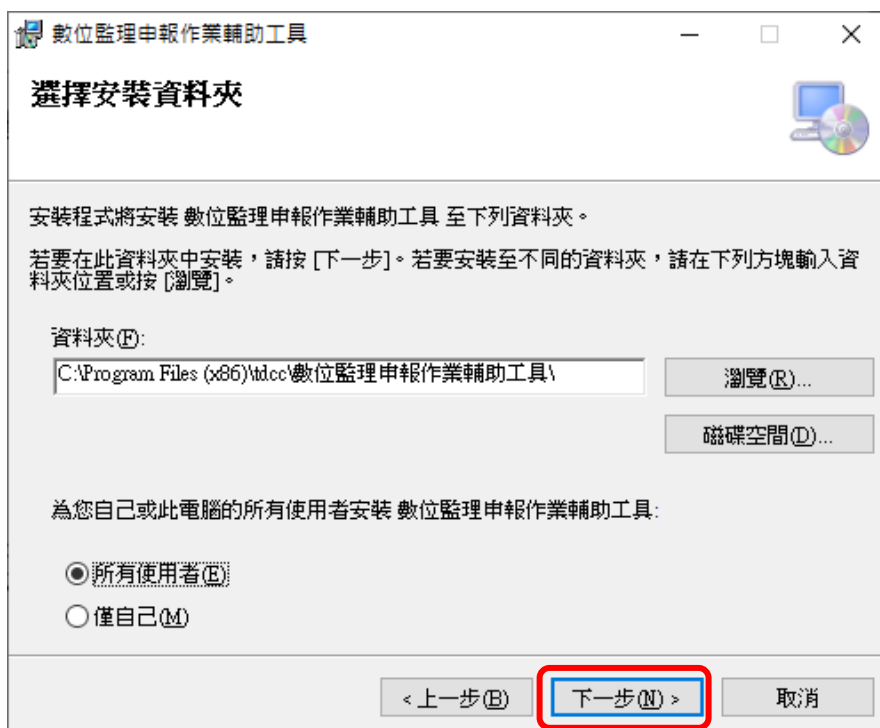 數位監理申報作業輔助工具
選擇安裝資料夾
安裝程式將安裝 數位監理申報作業輔助工具 至下列資料夾。
若要在此資料夾中安裝，請按 [下一步]。若要安裝至不同的資料夾，請在下列方塊輸入資
料夾位置或按 [瀏覽]。
資料夾(F):
C:\Program Files (x86)\tdcc\數位監理申報作業輔助工具\
瀏覽(R)...
磁碟空間(D)...
為您自己或此電腦的所有使用者安裝 數位監理申報作業輔助工具:
所有使用者(E)
僅自己(M)
< 上一步(B)
下一步(N) >
取消